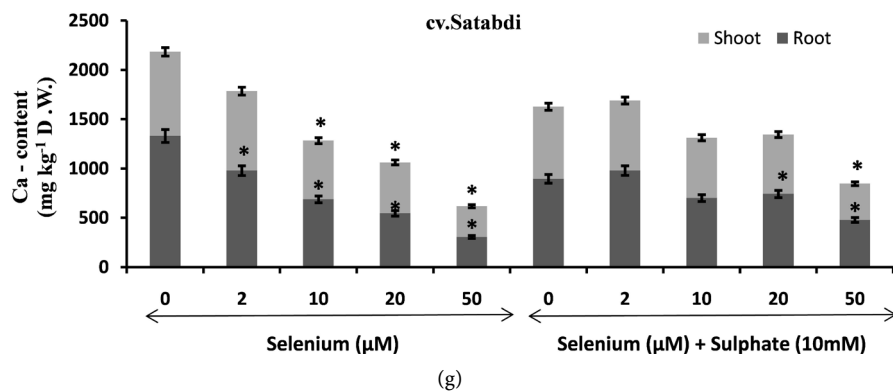 cv.Satabdi
Shoot Root
Ca - content
(mg kg⁻¹ D .W.)
2500
2000
1500
1000
500
0
* * * * * * * * * *
0 2 10 20 50 0 2 10 20 50
Selenium (µM) Selenium (µM) + Sulphate (10mM)
(g)